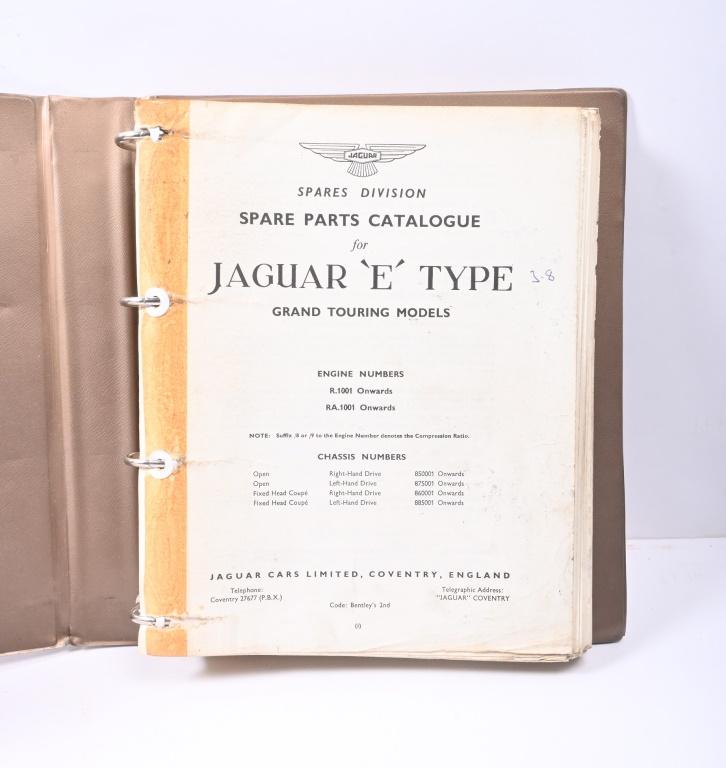 JAGUAR
SPARES DIVISION
SPARE PARTS CATALOGUE
for
JAGUAR 'E' TYPE 3.8
GRAND TOURING MODELS
ENGINE NUMBERS
R.1001 Onwards
RA.1001 Onwards
NOTE: Suffix /8 or /9 to the Engine Number denotes the Compression Ratio.
CHASSIS NUMBERS
Open Right-Hand Drive 850001 Onwards
Open Left-Hand Drive 875001 Onwards
Fixed Head Coupé Right-Hand Drive 860001 Onwards
Fixed Head Coupé Left-Hand Drive 885001 Onwards
JAGUAR CARS LIMITED, COVENTRY, ENGLAND
Telephone: Telegraphic Address:
Coventry 27677 (P.B.X.) "JAGUAR" COVENTRY
Code: Bentley's 2nd
(i)